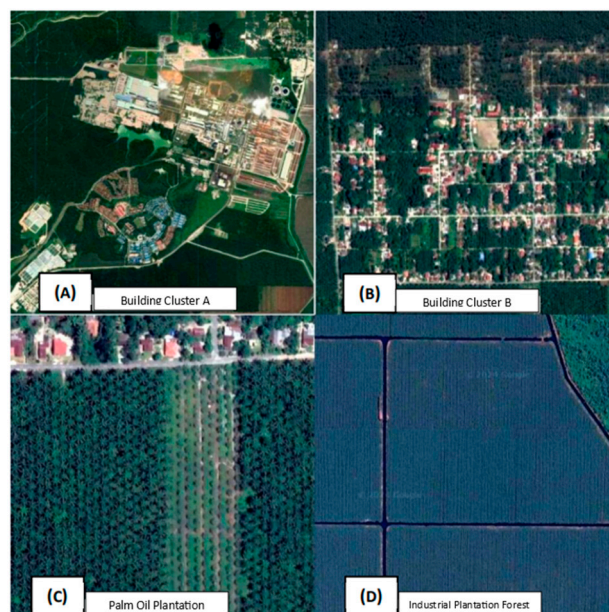 (A)
Building Cluster A
(B)
Building Cluster B
(C)
Palm Oil Plantation
(D)
Industrial Plantation Forest